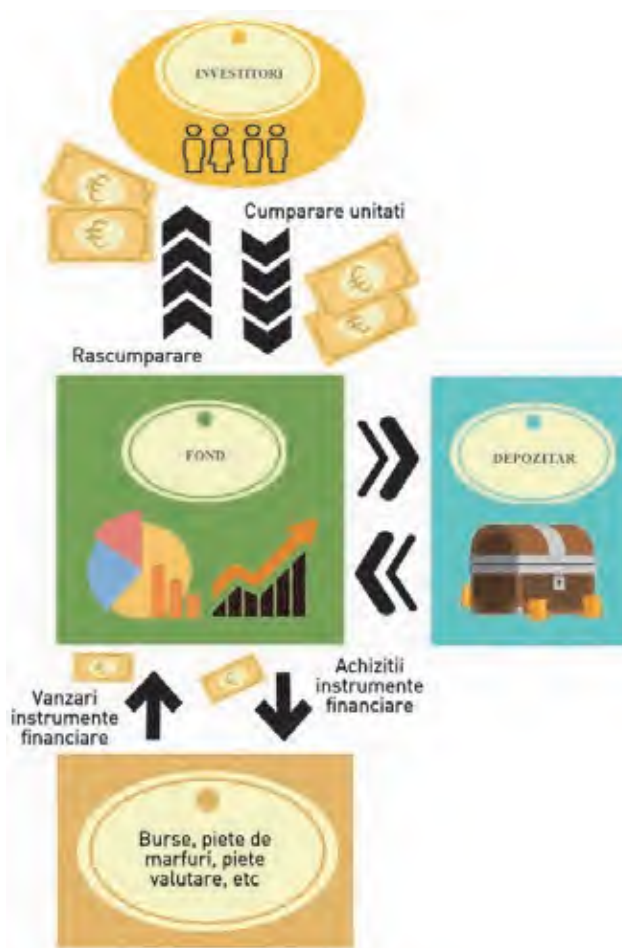 INVESTITORI
Cumparare unitati
Rascumparare
FOND
DEPOZITAR
Achizitii
instrumente
financiare
Vanzari
instrumente
financiare
Burse, piete de
marfuri, piete
valutare, etc